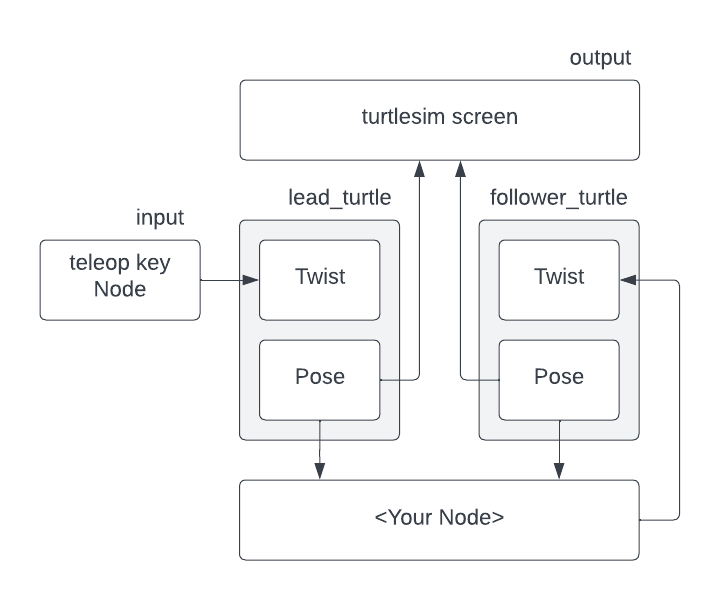 output
turtlesim screen
lead_turtle
follower_turtle
input
teleop key
Node
Twist
Twist
Pose
Pose
<Your Node>